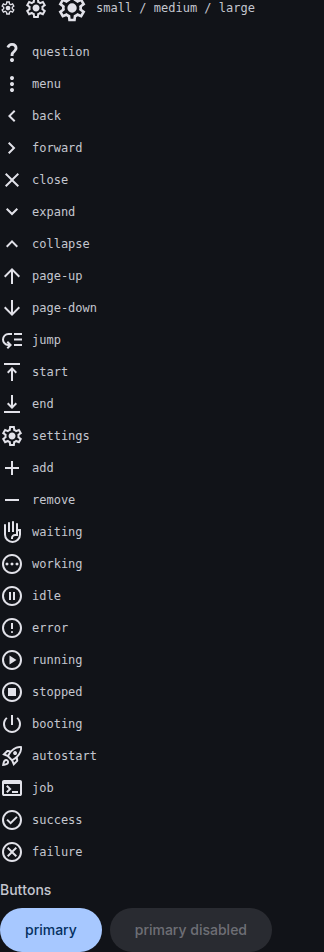 small / medium / large
question
menu
back
forward
close
expand
collapse
page-up
page-down
jump
start
end
settings
add
remove
waiting
working
idle
error
running
stopped
booting
autostart
job
success
failure
Buttons
primary primary disabled